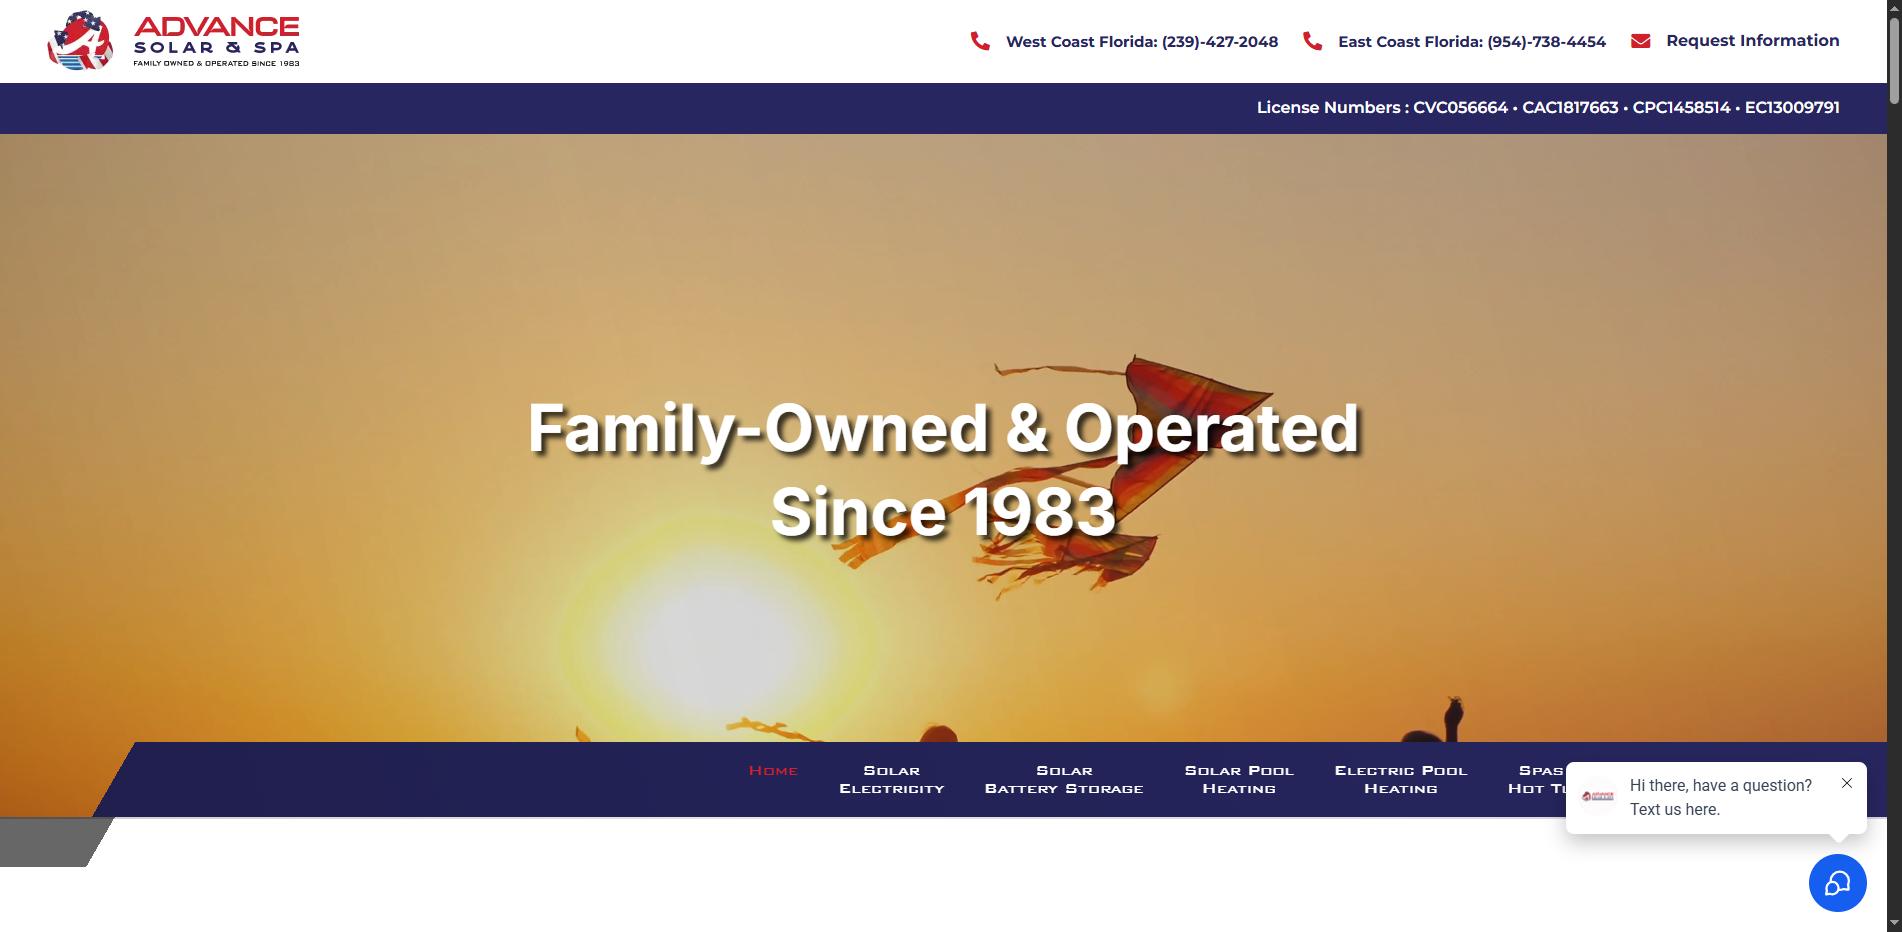 ADVANCE
SOLAR & SPA
FAMILY OWNED & OPERATED SINCE 1983
West Coast Florida: (239)-427-2048
East Coast Florida: (954)-738-4454
Request Information
License Numbers : CVC056664 • CAC1817663 • CPC1458514 • EC13009791
Family-Owned & Operated
Since 1983
Home
Solar
Electricity
Solar
Battery Storage
Solar Pool
Heating
Electric Pool
Heating
Spas
Hot
Hi there, have a question?
Text us here.